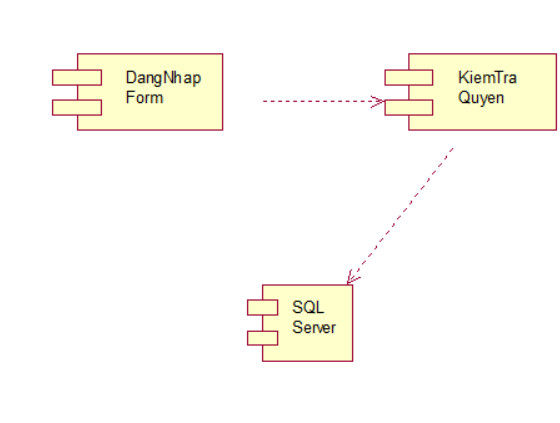 DangNhap
Form
KiemTra
Quyen
SQL
Server